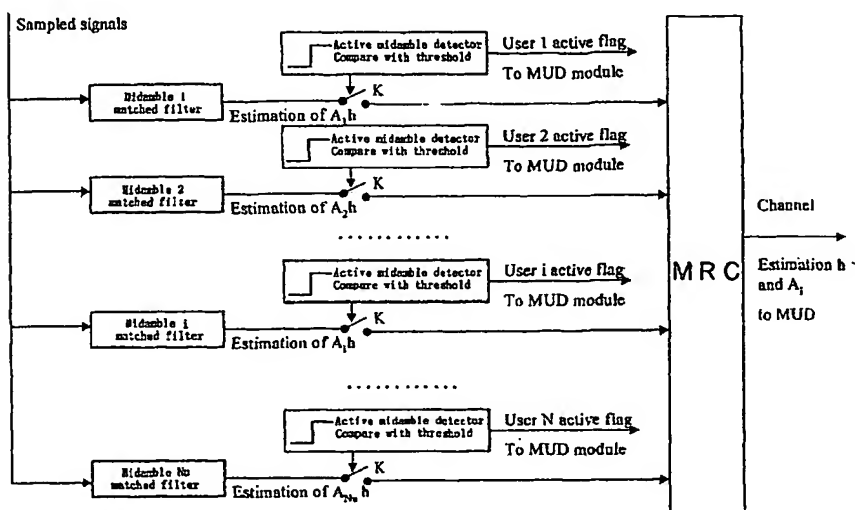 Sampled signals
Active midamble detector
Compare with threshold
User 1 active flag
To MUD module
Midamble 1
matched filter
K
Estimation of A₁h
Active midamble detector
Compare with threshold
User 2 active flag
To MUD module
Midamble 2
matched filter
K
Estimation of A₂h
............
Active midamble detector
Compare with threshold
User i active flag
To MUD module
Midamble i
matched filter
K
Estimation of Aᵢh
............
Active midamble detector
Compare with threshold
User N active flag
To MUD module
Midamble Nu
matched filter
K
Estimation of A_Nu h
MRC
Channel
Estimation h
and Aᵢ
to MUD